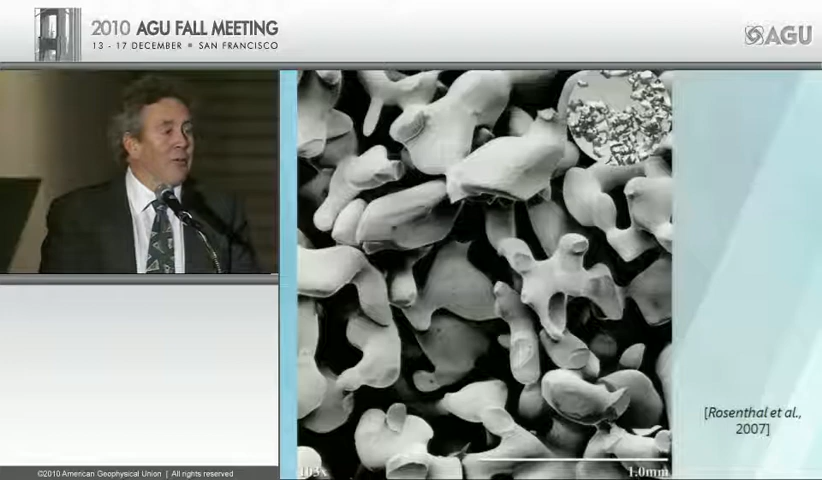 2010 AGU FALL MEETING
13 - 17 DECEMBER SAN FRANCISCO
AGU
[Rosenthal et al.,
2007]
103x
1.0mm
©2010 American Geophysical Union | All rights reserved